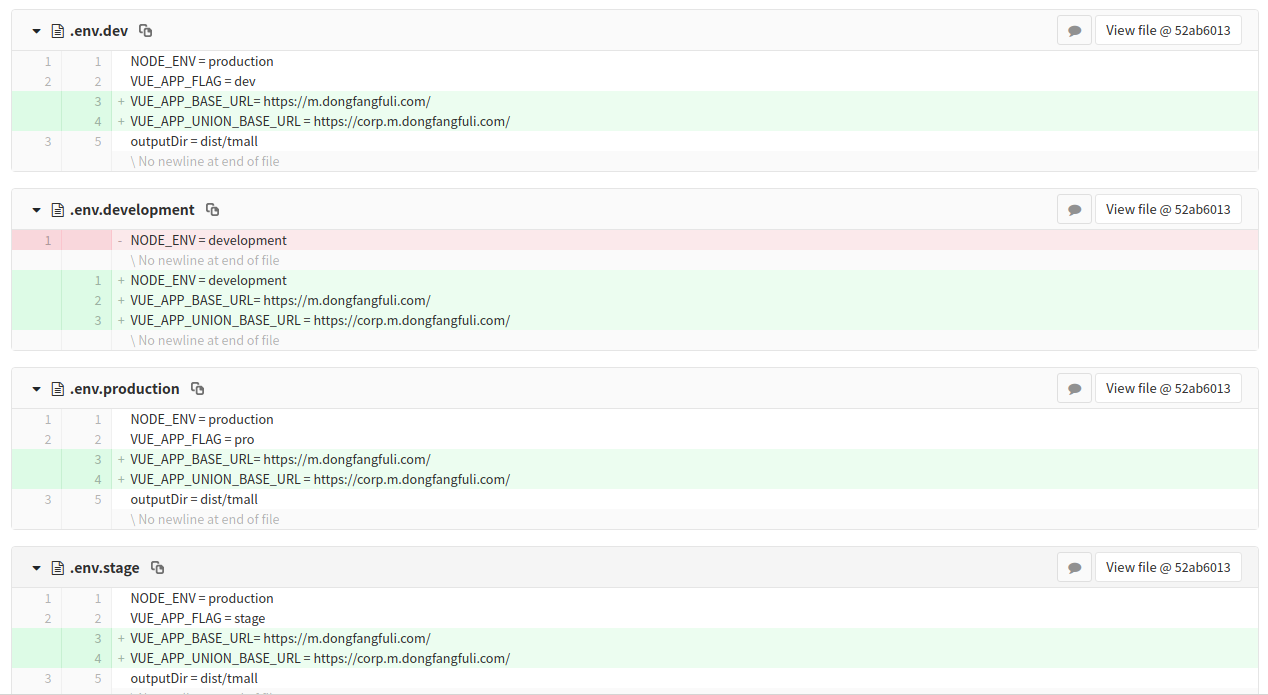 .env.dev View file @ 52ab6013
1 1 NODE_ENV = production
2 2 VUE_APP_FLAG = dev
3 + VUE_APP_BASE_URL= https://m.dongfangfuli.com/
4 + VUE_APP_UNION_BASE_URL = https://corp.m.dongfangfuli.com/
3 5 outputDir = dist/tmall
\ No newline at end of file
.env.development View file @ 52ab6013
1 - NODE_ENV = development
\ No newline at end of file
1 + NODE_ENV = development
2 + VUE_APP_BASE_URL= https://m.dongfangfuli.com/
3 + VUE_APP_UNION_BASE_URL = https://corp.m.dongfangfuli.com/
\ No newline at end of file
.env.production View file @ 52ab6013
1 1 NODE_ENV = production
2 2 VUE_APP_FLAG = pro
3 + VUE_APP_BASE_URL= https://m.dongfangfuli.com/
4 + VUE_APP_UNION_BASE_URL = https://corp.m.dongfangfuli.com/
3 5 outputDir = dist/tmall
\ No newline at end of file
.env.stage View file @ 52ab6013
1 1 NODE_ENV = production
2 2 VUE_APP_FLAG = stage
3 + VUE_APP_BASE_URL= https://m.dongfangfuli.com/
4 + VUE_APP_UNION_BASE_URL = https://corp.m.dongfangfuli.com/
3 5 outputDir = dist/tmall